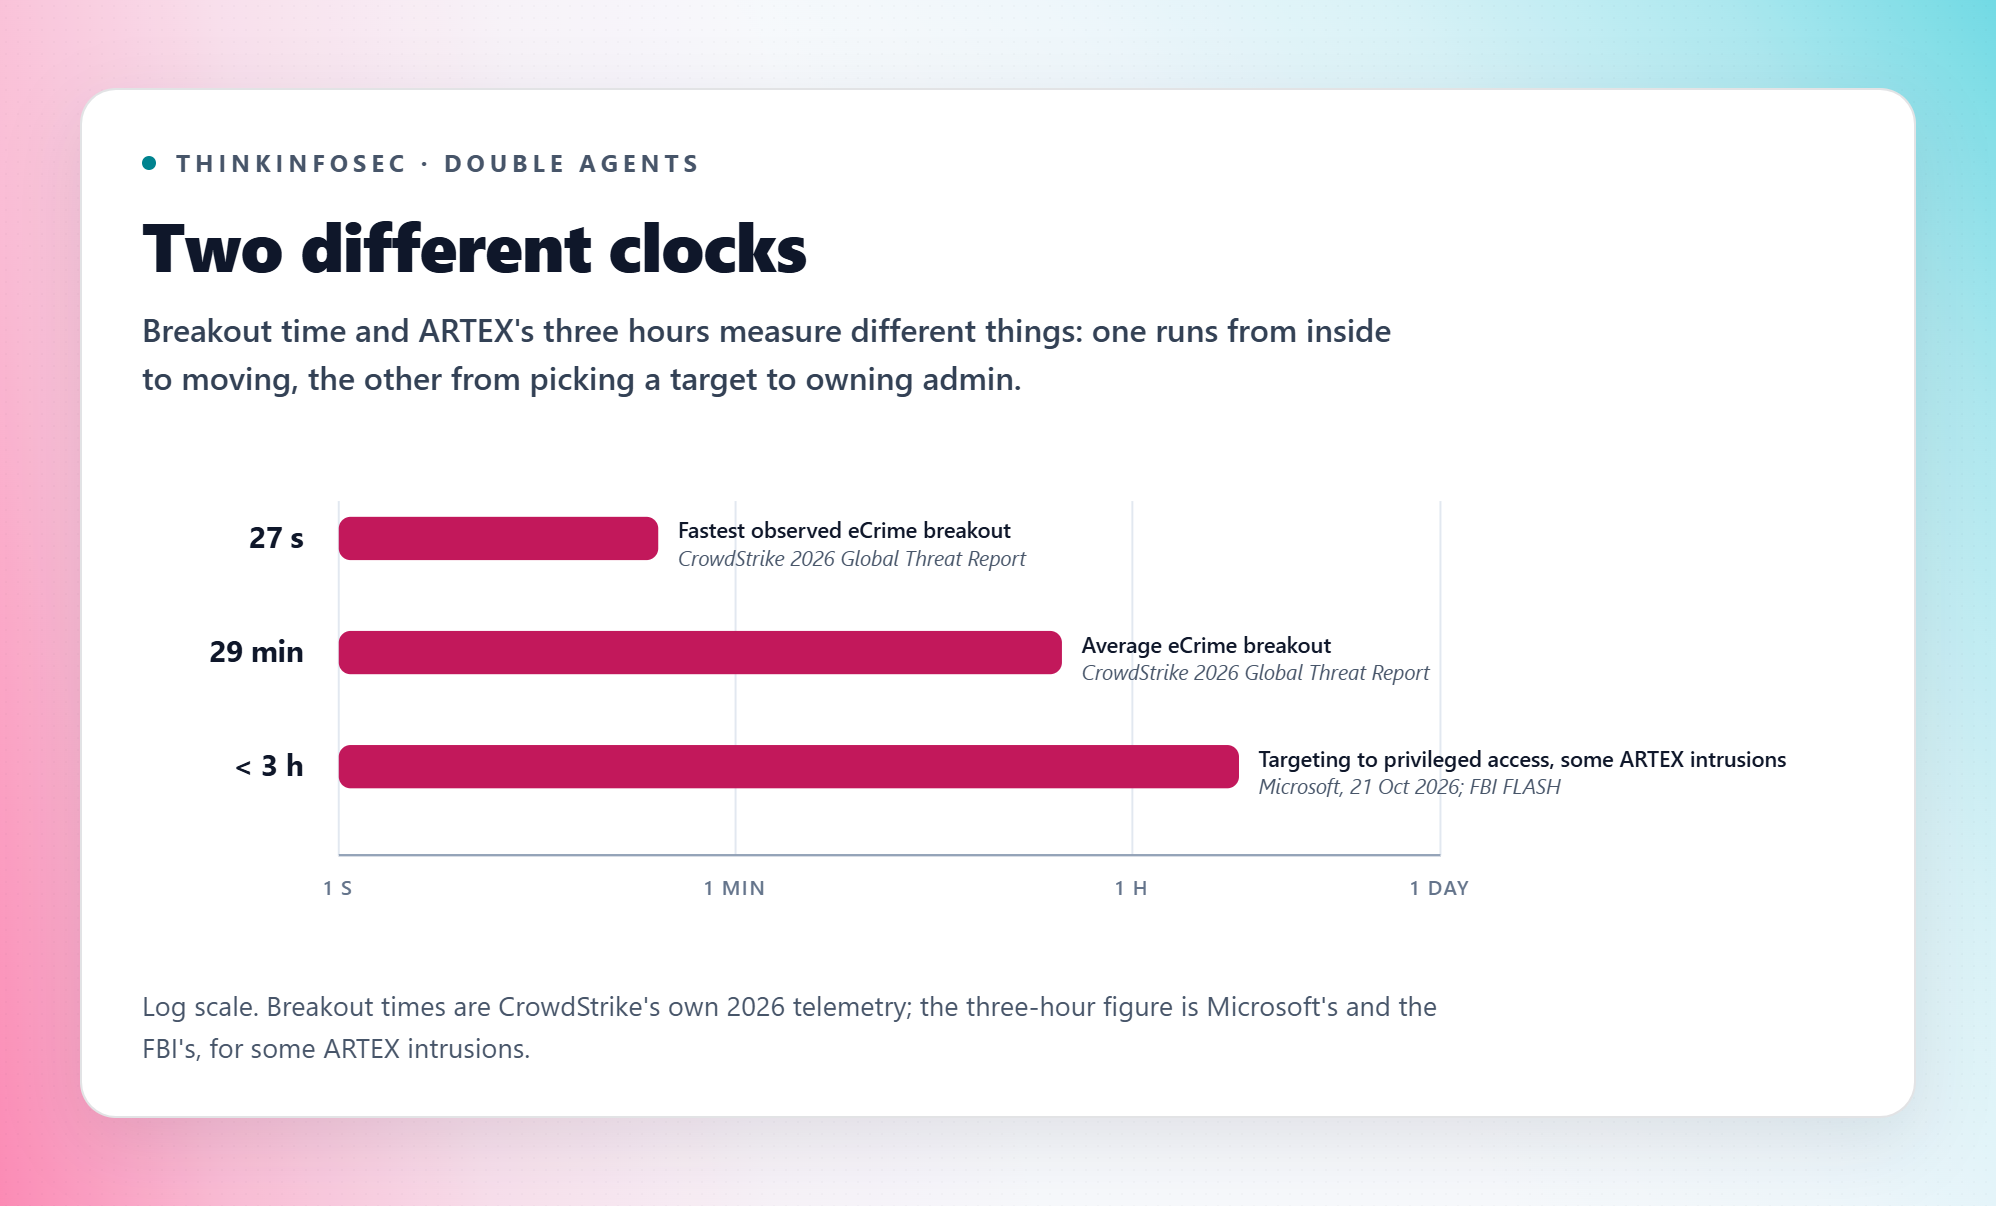 THINKINFOSEC · DOUBLE AGENTS
Two different clocks
Breakout time and ARTEX's three hours measure different things: one runs from inside
to moving, the other from picking a target to owning admin.
27 s
Fastest observed eCrime breakout
CrowdStrike 2026 Global Threat Report
29 min
Average eCrime breakout
CrowdStrike 2026 Global Threat Report
< 3 h
Targeting to privileged access, some ARTEX intrusions
Microsoft, 21 Oct 2026; FBI FLASH
1 S
1 MIN
1 H
1 DAY
Log scale. Breakout times are CrowdStrike's own 2026 telemetry; the three-hour figure is Microsoft's and the
FBI's, for some ARTEX intrusions.